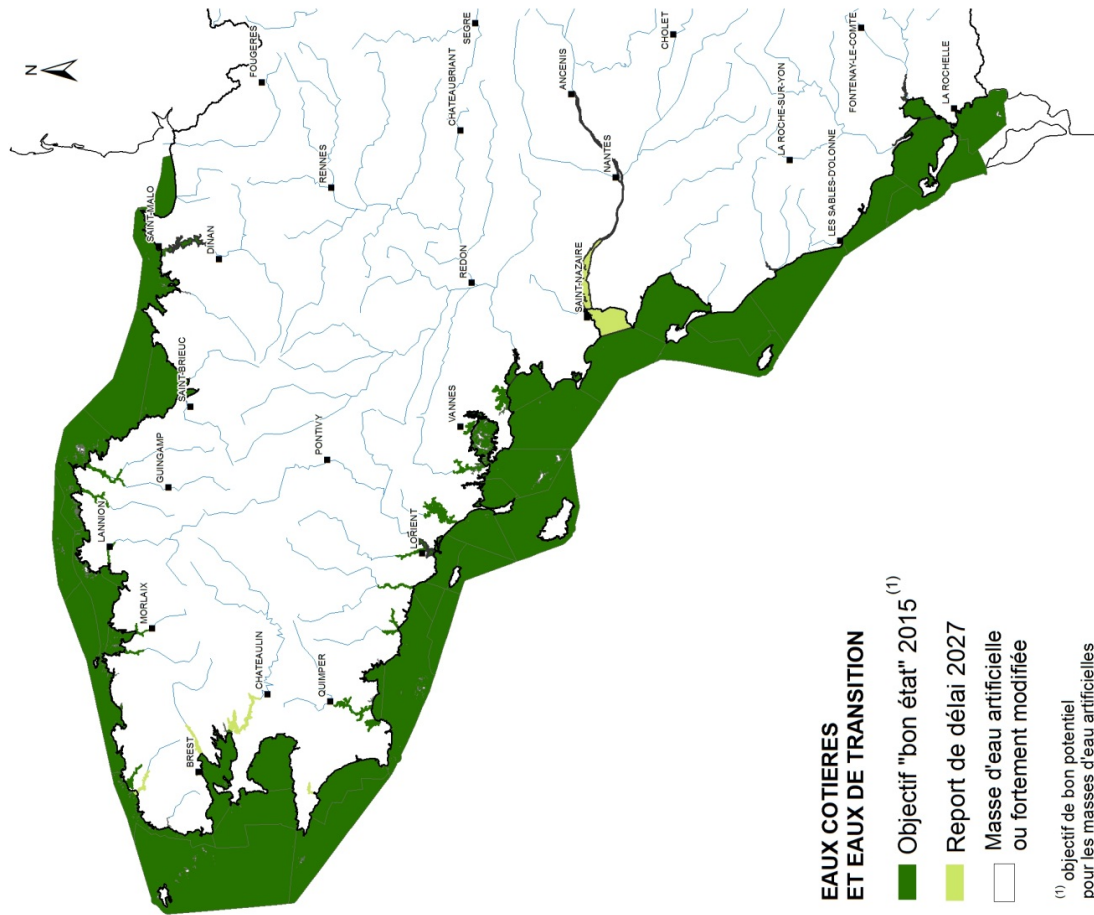 N
FOUGERES
SAINT-MALO
DINAN
RENNES
SAINT-BRIEUC
GUINGAMP
LANNION
MORLAIX
BREST
CHATEAULIN
QUIMPER
PONTIVY
LORIENT
VANNES
REDON
CHATEAUBRIANT
SEGRE
ANCENIS
NANTES
SAINT-NAZAIRE
CHOLET
LA ROCHE-SUR-YON
LES SABLES-D'OLONNE
FONTENAY-LE-COMTE
LA ROCHELLE
EAUX COTIERES
ET EAUX DE TRANSITION
Objectif "bon état" 2015 (1)
Report de délai 2027
Masse d'eau artificielle
ou fortement modifiée
(1) objectif de bon potentiel
pour les masses d'eau artificielles